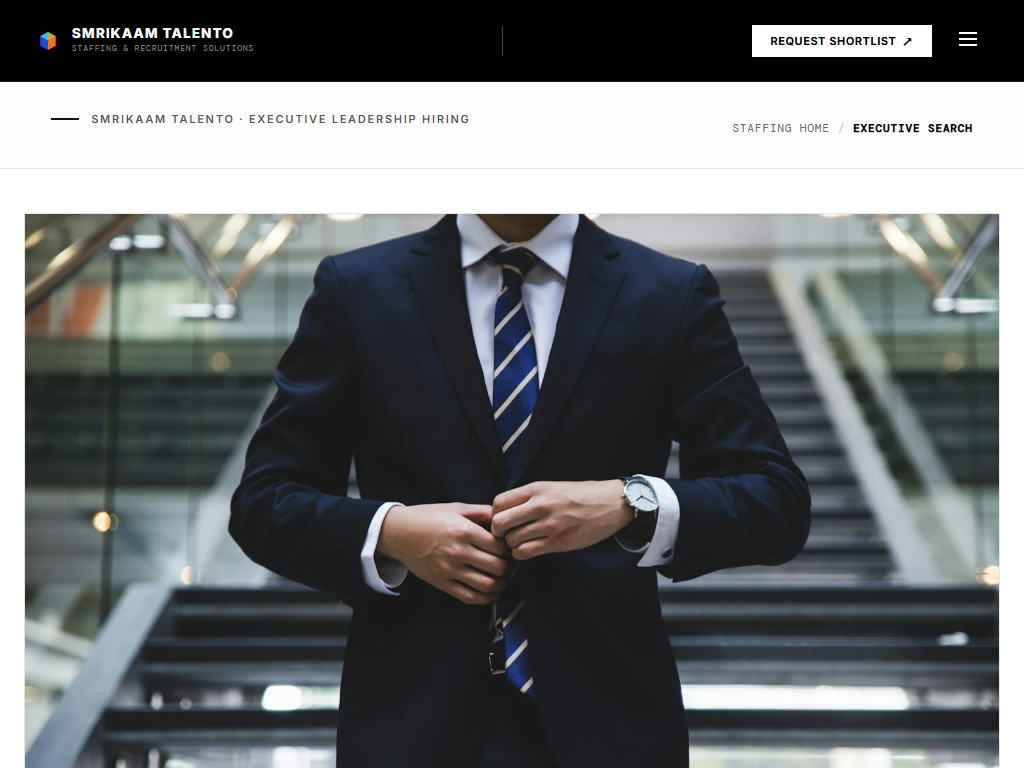 SMRIKAAM TALENTO
STAFFING & RECRUITMENT SOLUTIONS
REQUEST SHORTLIST ↗
SMRIKAAM TALENTO · EXECUTIVE LEADERSHIP HIRING
STAFFING HOME / EXECUTIVE SEARCH